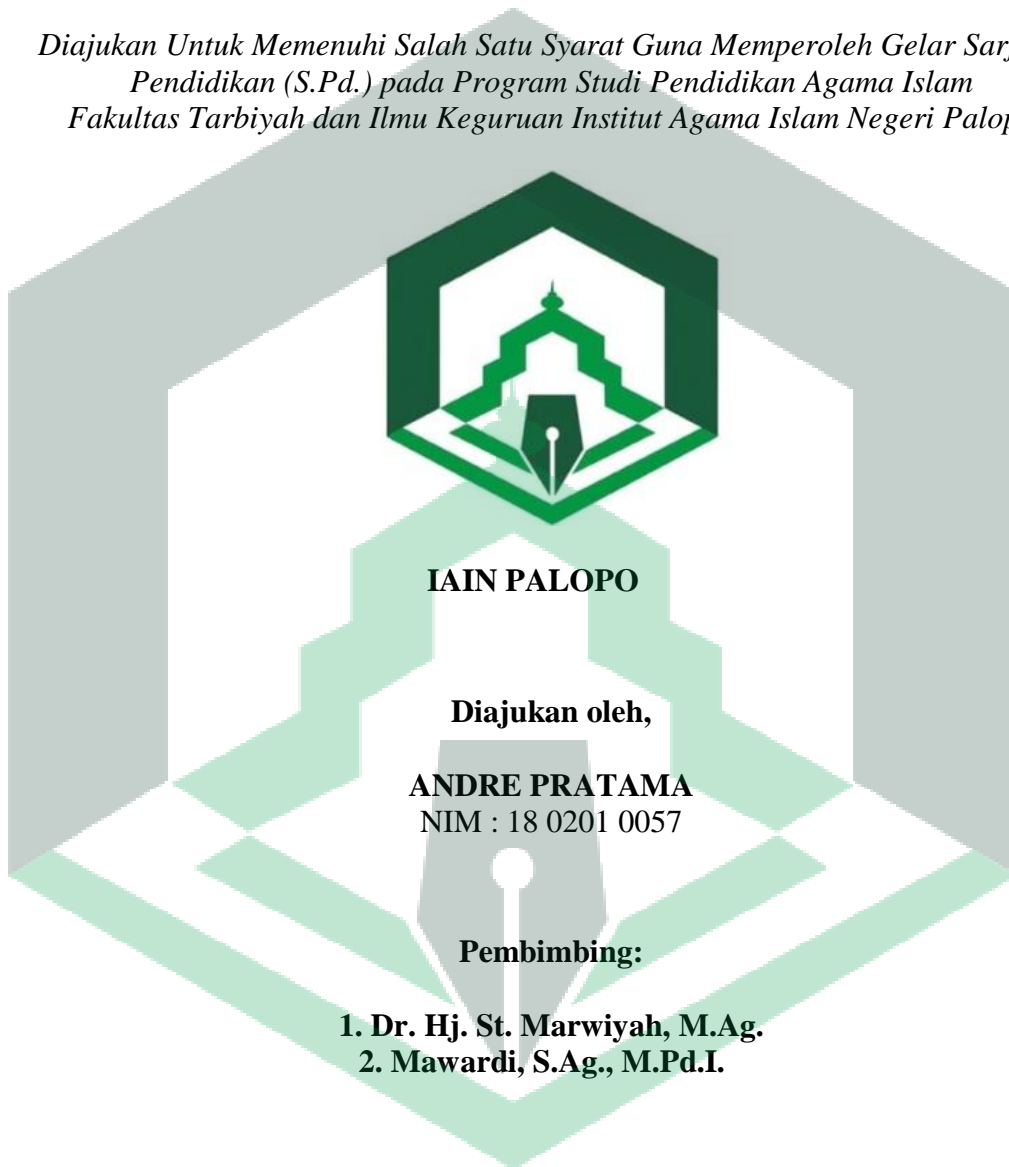 Diajukan Untuk Memenuhi Salah Satu Syarat Guna Memperoleh Gelar Sarj
Pendidikan (S.Pd.) pada Program Studi Pendidikan Agama Islam
Fakultas Tarbiyah dan Ilmu Keguruan Institut Agama Islam Negeri Palop
IAIN PALOPO
Diajukan oleh,
ANDRE PRATAMA
NIM : 18 0201 0057
Pembimbing:
1. Dr. Hj. St. Marwiyah, M.Ag.
2. Mawardi, S.Ag., M.Pd.I.